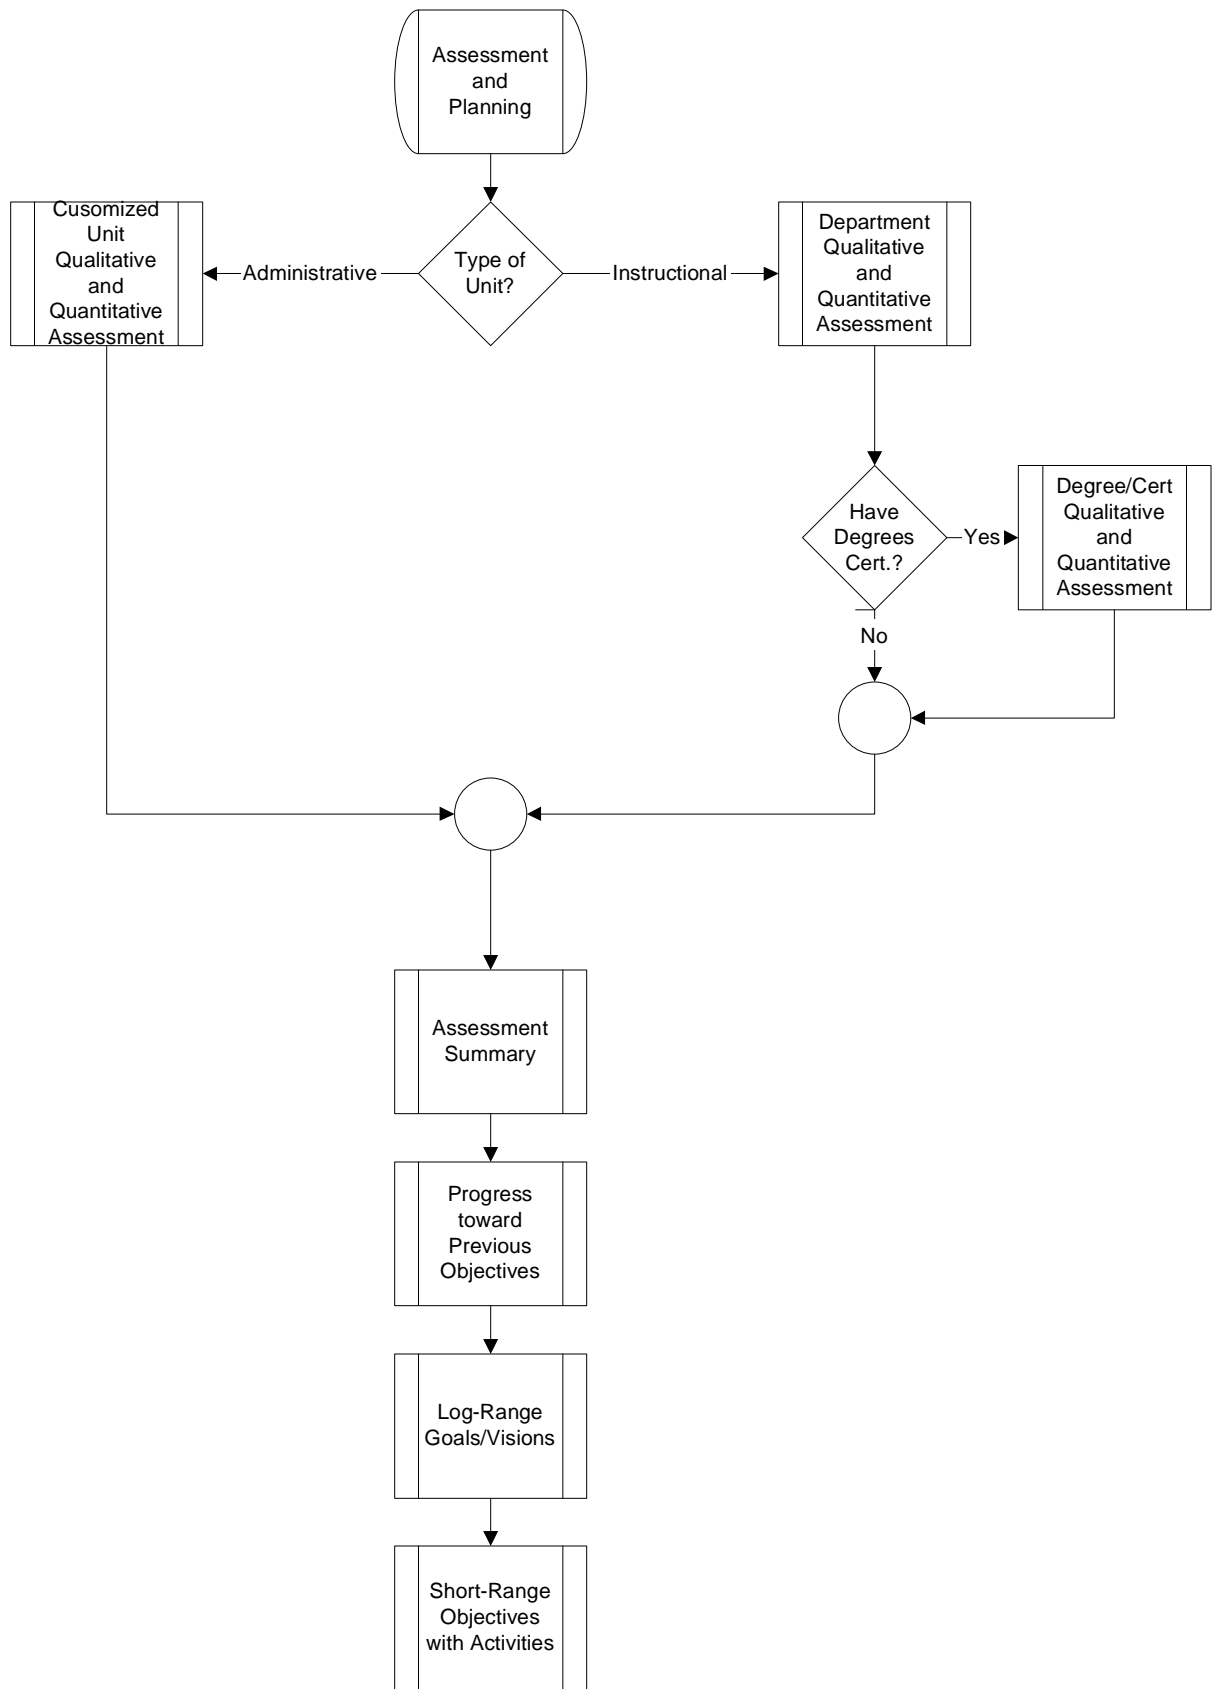 Assessment
and
Planning
Cusomized
Unit
Qualitative
and
Quantitative
Assessment
Administrative
Type of
Unit?
Instructional
Department
Qualitative
and
Quantitative
Assessment
Have
Degrees
Cert.?
Yes
Degree/Cert
Qualitative
and
Quantitative
Assessment
No
Assessment
Summary
Progress
toward
Previous
Objectives
Log-Range
Goals/Visions
Short-Range
Objectives
with Activities